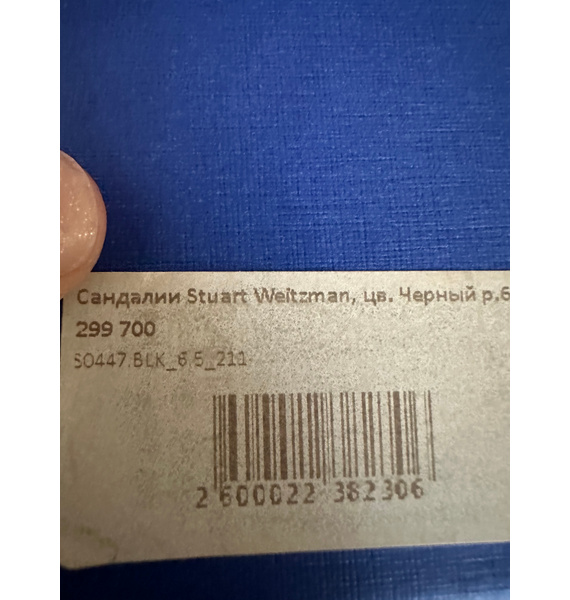 Сандалии Stuart Weitzman, цв. Черный р.6
299 700
S0447.BLK_6.5_211
2 600022 382306